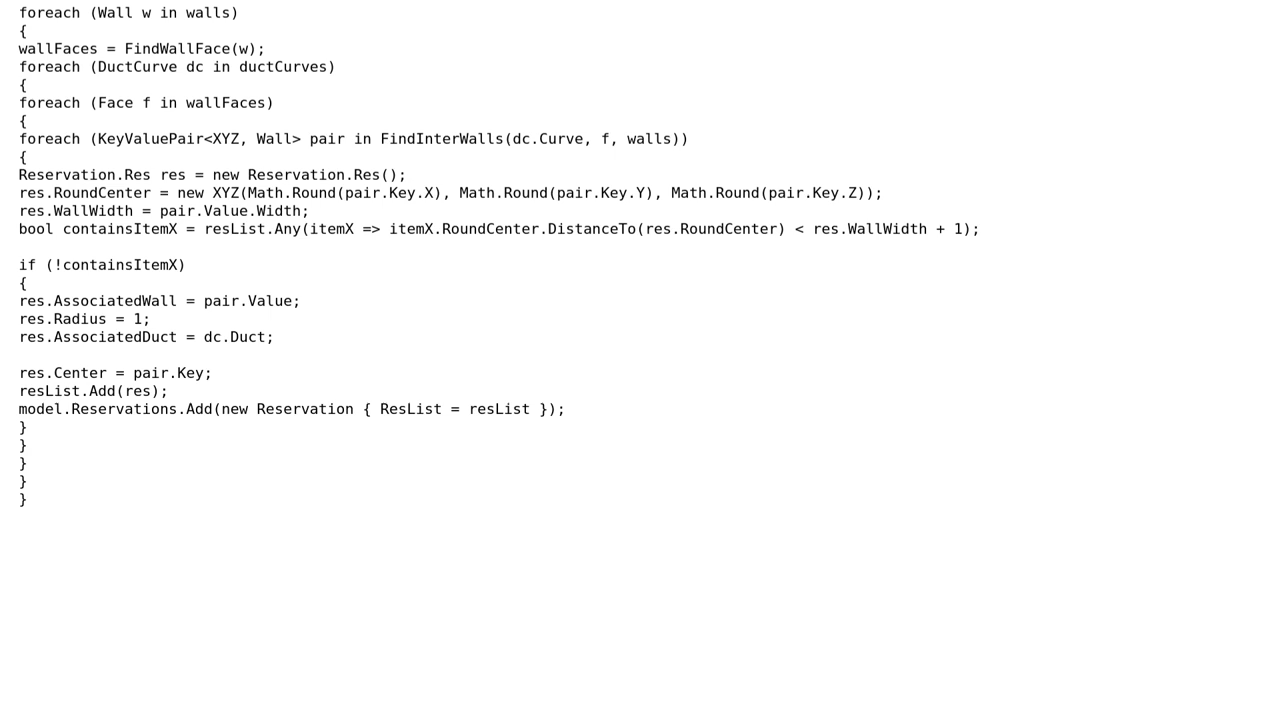 foreach (Wall w in walls)
{
wallFaces = FindWallFace(w);
foreach (DuctCurve dc in ductCurves)
{
foreach (Face f in wallFaces)
{
foreach (KeyValuePair<XYZ, Wall> pair in FindInterWalls(dc.Curve, f, walls))
{
Reservation.Res res = new Reservation.Res();
res.RoundCenter = new XYZ(Math.Round(pair.Key.X), Math.Round(pair.Key.Y), Math.Round(pair.Key.Z));
res.WallWidth = pair.Value.Width;
bool containsItemX = resList.Any(itemX => itemX.RoundCenter.DistanceTo(res.RoundCenter) < res.WallWidth + 1);

if (!containsItemX)
{
res.AssociatedWall = pair.Value;
res.Radius = 1;
res.AssociatedDuct = dc.Duct;

res.Center = pair.Key;
resList.Add(res);
model.Reservations.Add(new Reservation { ResList = resList });
}
}
}
}
}